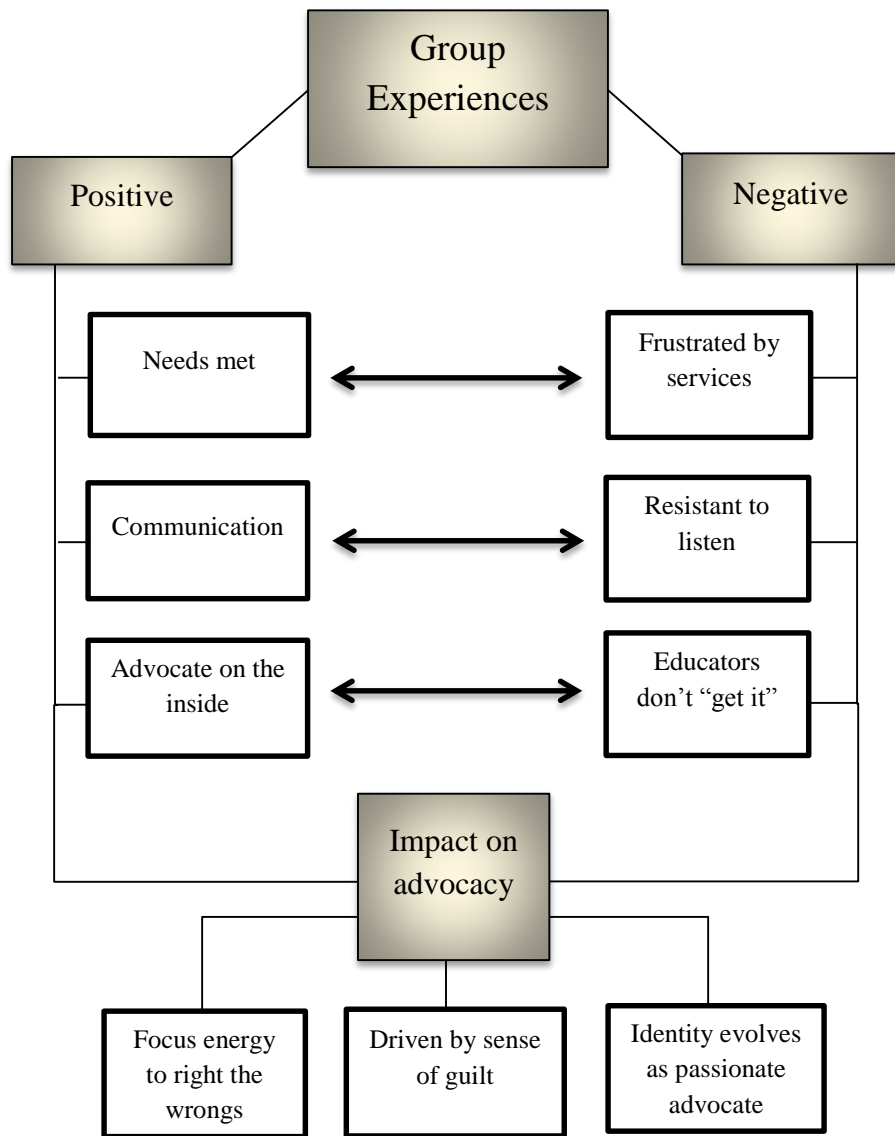 Group
Experiences
Positive
Negative
Needs met
Frustrated by
services
Communication
Resistant to
listen
Advocate on the
inside
Educators
don’t “get it”
Impact on
advocacy
Focus energy
to right the
wrongs
Driven by sense
of guilt
Identity evolves
as passionate
advocate